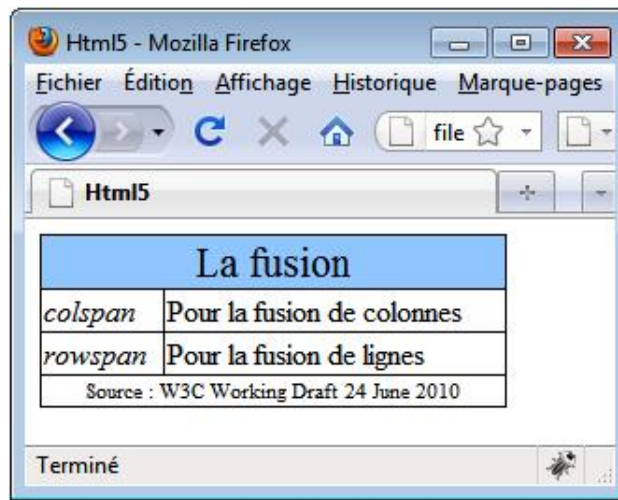 Html5 - Mozilla Firefox
Fichier Édition Affichage Historique Marque-pages
file
Html5
La fusion
colspan Pour la fusion de colonnes
rowspan Pour la fusion de lignes
Source : W3C Working Draft 24 June 2010
Terminé